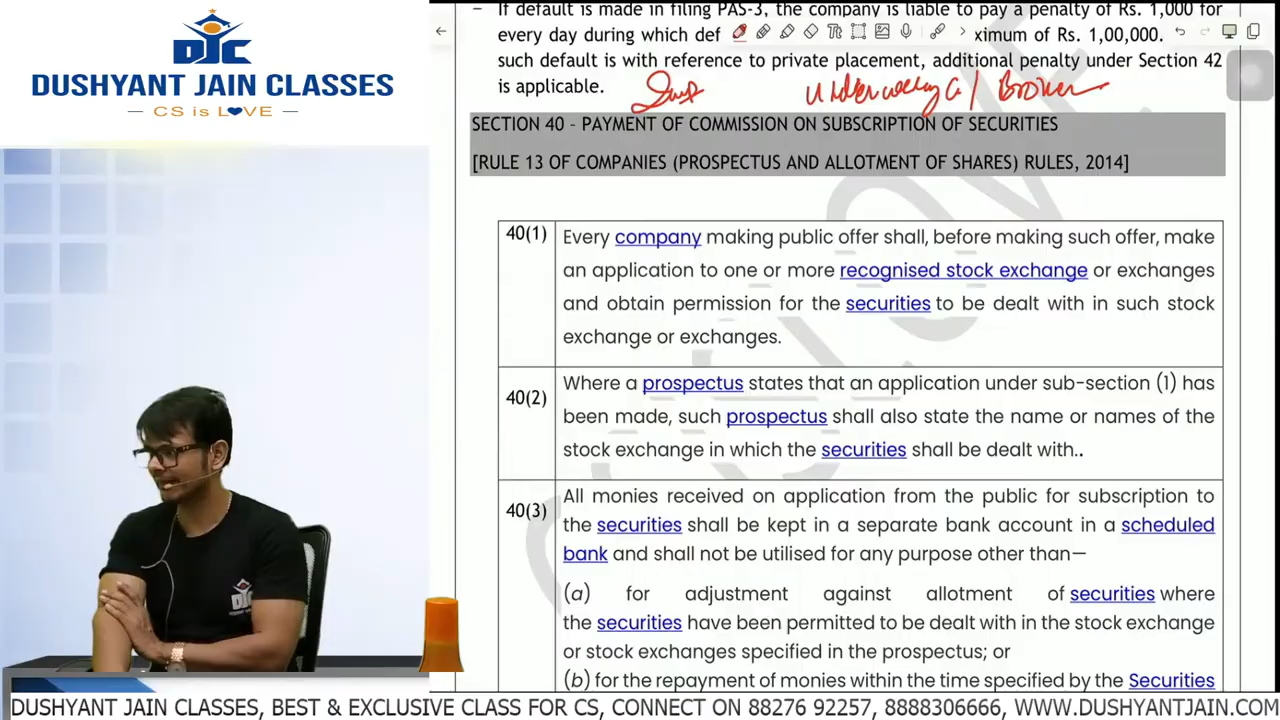 DJC
DUSHYANT JAIN CLASSES
— CS is LOVE —
- If default is made in filing PAS-3, the company is liable to pay a penalty of Rs. 1,000 for
every day during which def ximum of Rs. 1,00,000.
such default is with reference to private placement, additional penalty under Section 42
is applicable.
SECTION 40 - PAYMENT OF COMMISSION ON SUBSCRIPTION OF SECURITIES
[RULE 13 OF COMPANIES (PROSPECTUS AND ALLOTMENT OF SHARES) RULES, 2014]
40(1) Every company making public offer shall, before making such offer, make
an application to one or more recognised stock exchange or exchanges
and obtain permission for the securities to be dealt with in such stock
exchange or exchanges.
40(2) Where a prospectus states that an application under sub-section (1) has
been made, such prospectus shall also state the name or names of the
stock exchange in which the securities shall be dealt with..
40(3) All monies received on application from the public for subscription to
the securities shall be kept in a separate bank account in a scheduled
bank and shall not be utilised for any purpose other than—
(a) for adjustment against allotment of securities where
the securities have been permitted to be dealt with in the stock exchange
or stock exchanges specified in the prospectus; or
(b) for the repayment of monies within the time specified by the Securities
DUSHYANT JAIN CLASSES, BEST & EXCLUSIVE CLASS FOR CS, CONNECT ON 88276 92257, 8888306666, WWW.DUSHYANTJAIN.COM